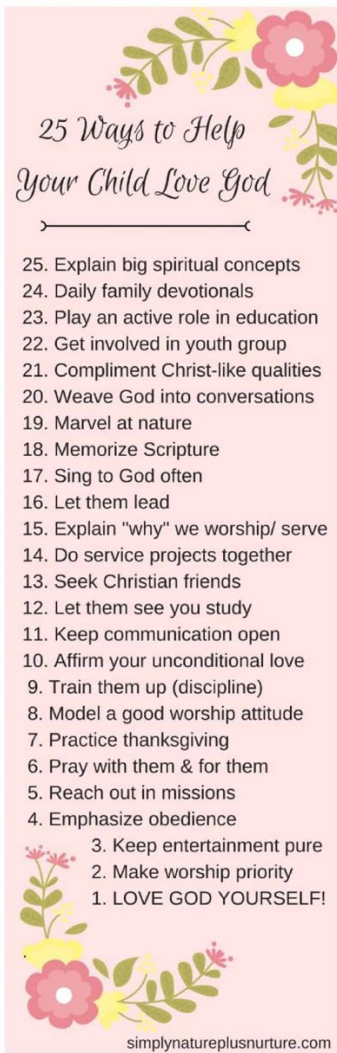 25 Ways to Help
Your Child Love God
25. Explain big spiritual concepts
24. Daily family devotionals
23. Play an active role in education
22. Get involved in youth group
21. Compliment Christ-like qualities
20. Weave God into conversations
19. Marvel at nature
18. Memorize Scripture
17. Sing to God often
16. Let them lead
15. Explain "why" we worship/ serve
14. Do service projects together
13. Seek Christian friends
12. Let them see you study
11. Keep communication open
10. Affirm your unconditional love
9. Train them up (discipline)
8. Model a good worship attitude
7. Practice thanksgiving
6. Pray with them & for them
5. Reach out in missions
4. Emphasize obedience
3. Keep entertainment pure
2. Make worship priority
1. LOVE GOD YOURSELF!
simplynatureplusnurture.com